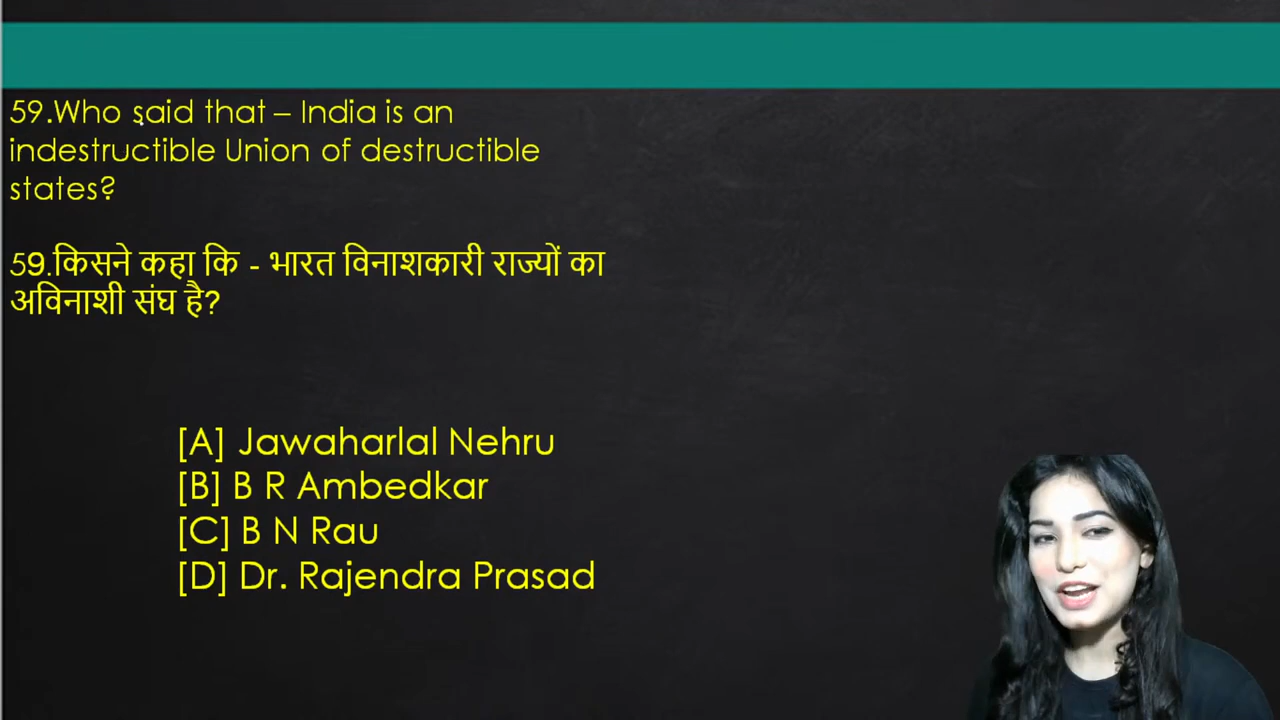 59.Who said that – India is an
indestructible Union of destructible
states?
59.किसने कहा कि - भारत विनाशकारी राज्यों का
अविनाशी संघ है?
[A] Jawaharlal Nehru
[B] B R Ambedkar
[C] B N Rau
[D] Dr. Rajendra Prasad